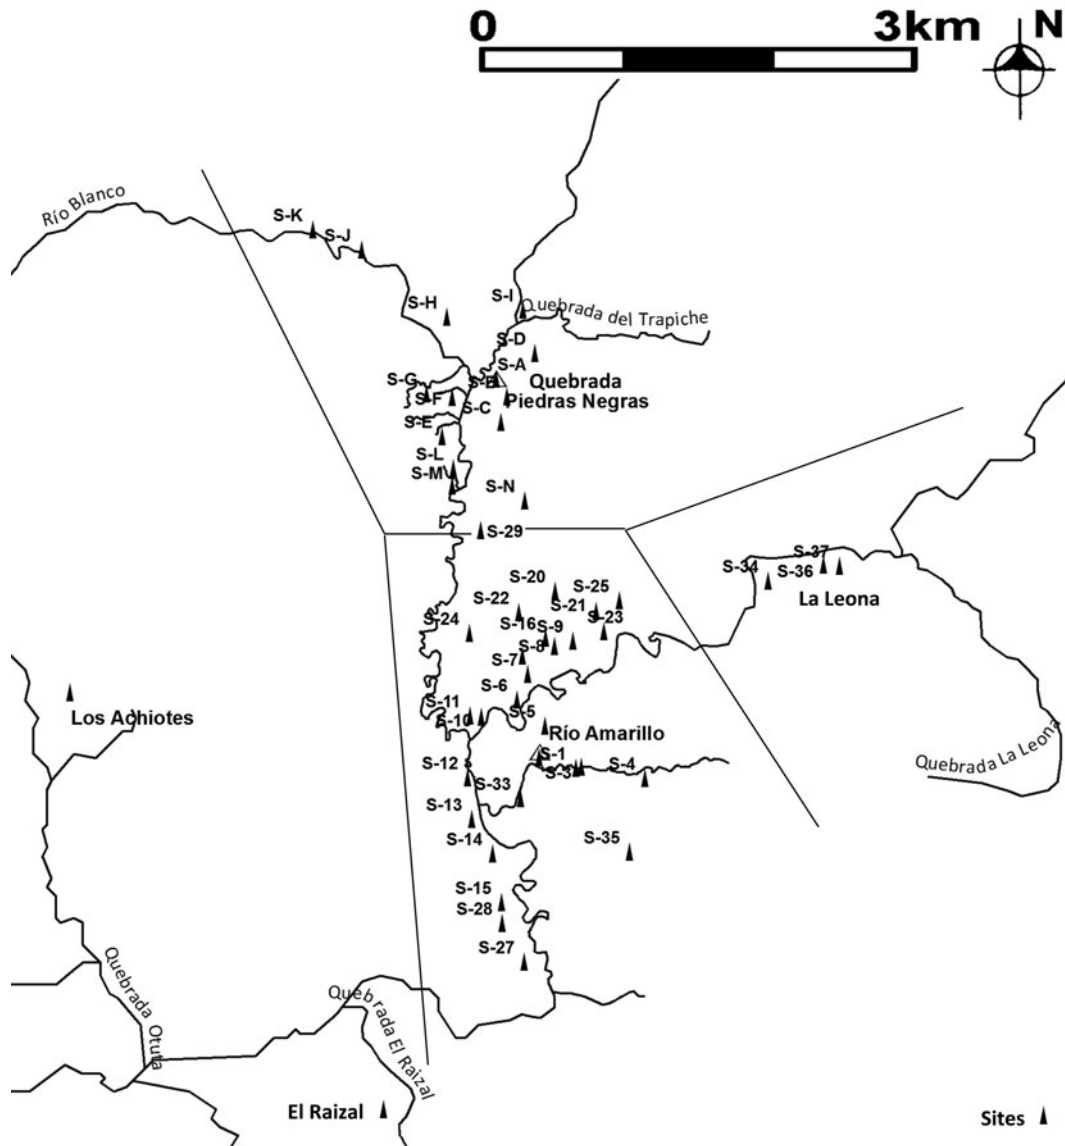 0 3km N
Río Blanco
S-K
S-J
S-H
S-I
Quebrada del Trapiche
S-D
S-A
S-G
S-B
Quebrada
Piedras Negras
S-F
S-C
S-E
S-L
S-M
S-N
S-29
S-37
S-34
S-36
La Leona
S-20
S-25
S-22
S-21
S-24
S-16
S-9
S-23
S-8
S-7
S-6
S-11
S-5
S-10
Los Achiotes
Río Amarillo
Quebrada La Leona
S-1
S-12
S-3
S-4
S-33
S-13
S-14
S-35
S-15
S-28
S-27
Quebrada Otuta
Quebrada El Raizal
El Raizal
Sites